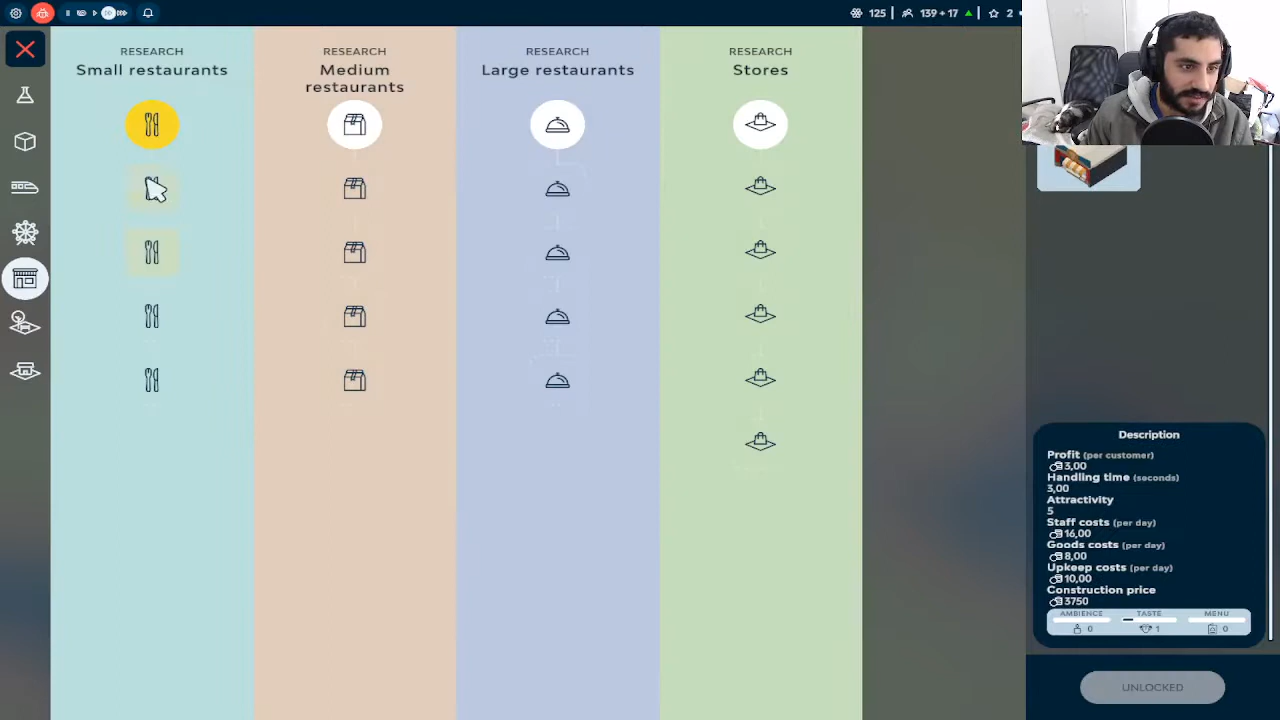 125
139 + 17
2
RESEARCH
Small restaurants
RESEARCH
Medium
restaurants
RESEARCH
Large restaurants
RESEARCH
Stores
Description
Profit (per customer)
3,00
Handling time (seconds)
3,00
Attractivity
5
Staff costs (per day)
16,00
Goods costs (per day)
8,00
Upkeep costs (per day)
10,00
Construction price
3750
AMBIENCE TASTE MENU
0 1 0
UNLOCKED